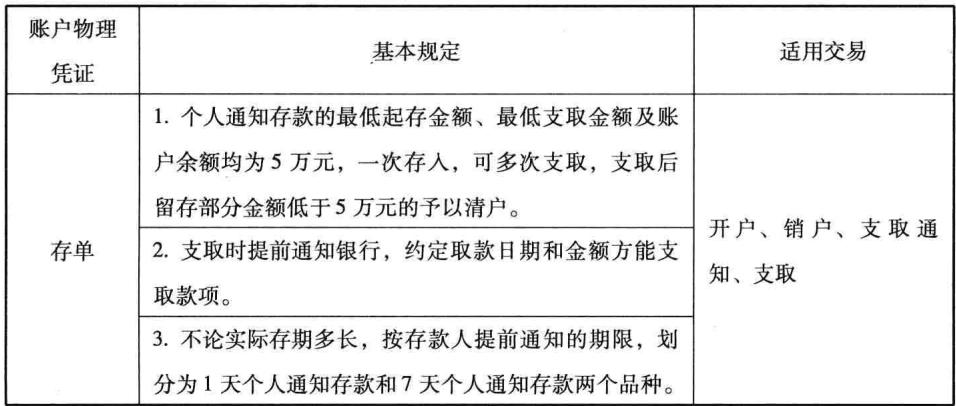 账户物理
凭证
基本规定
适用交易
存单
1. 个人通知存款的最低起存金额、最低支取金额及账
户余额均为 5 万元，一次存入，可多次支取，支取后
留存部分金额低于 5 万元的予以清户。
2. 支取时提前通知银行，约定取款日期和金额方能支
取款项。
3. 不论实际存期多长，按存款人提前通知的期限，划
分为 1 天个人通知存款和 7 天个人通知存款两个品种。
开户、销户、支取通
知、支取